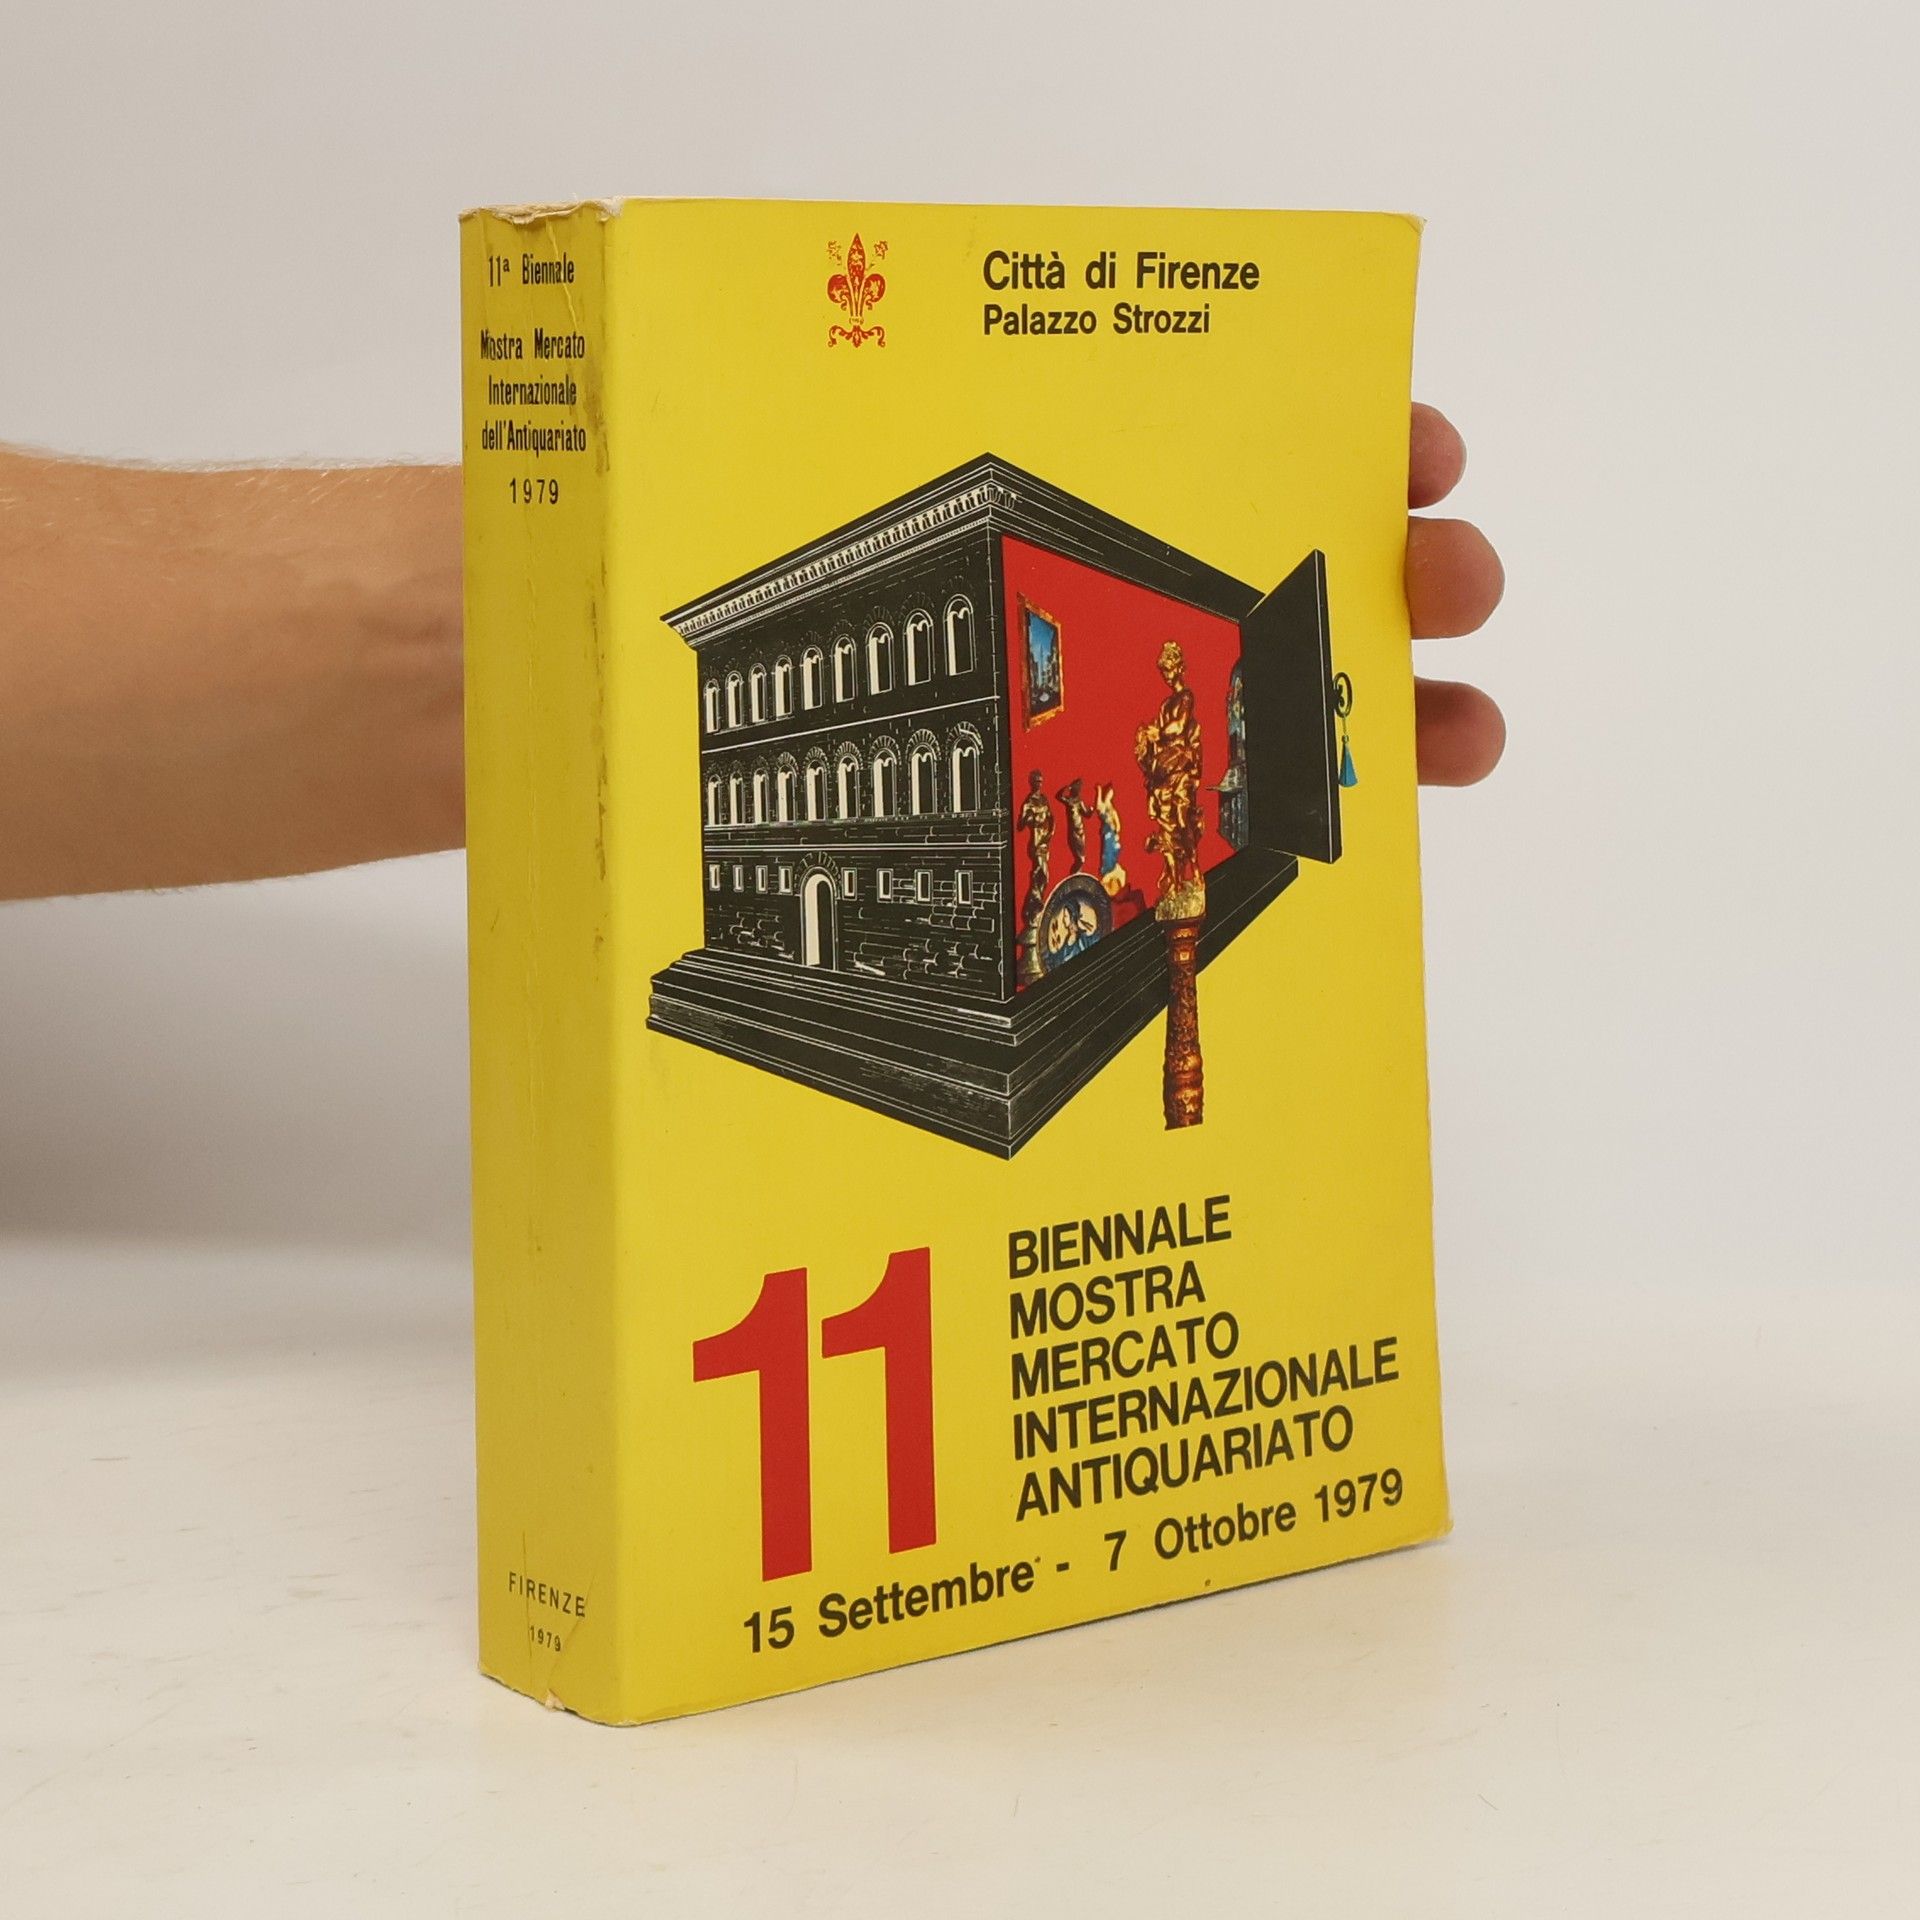 11ª Biennale
Mostra Mercato
Internazionale
dell'Antiquariato
1979
FIRENZE
1979
Città di Firenze
Palazzo Strozzi
11
BIENNALE
MOSTRA
MERCATO
INTERNAZIONALE
ANTIQUARIATO
15 Settembre - 7 Ottobre 1979